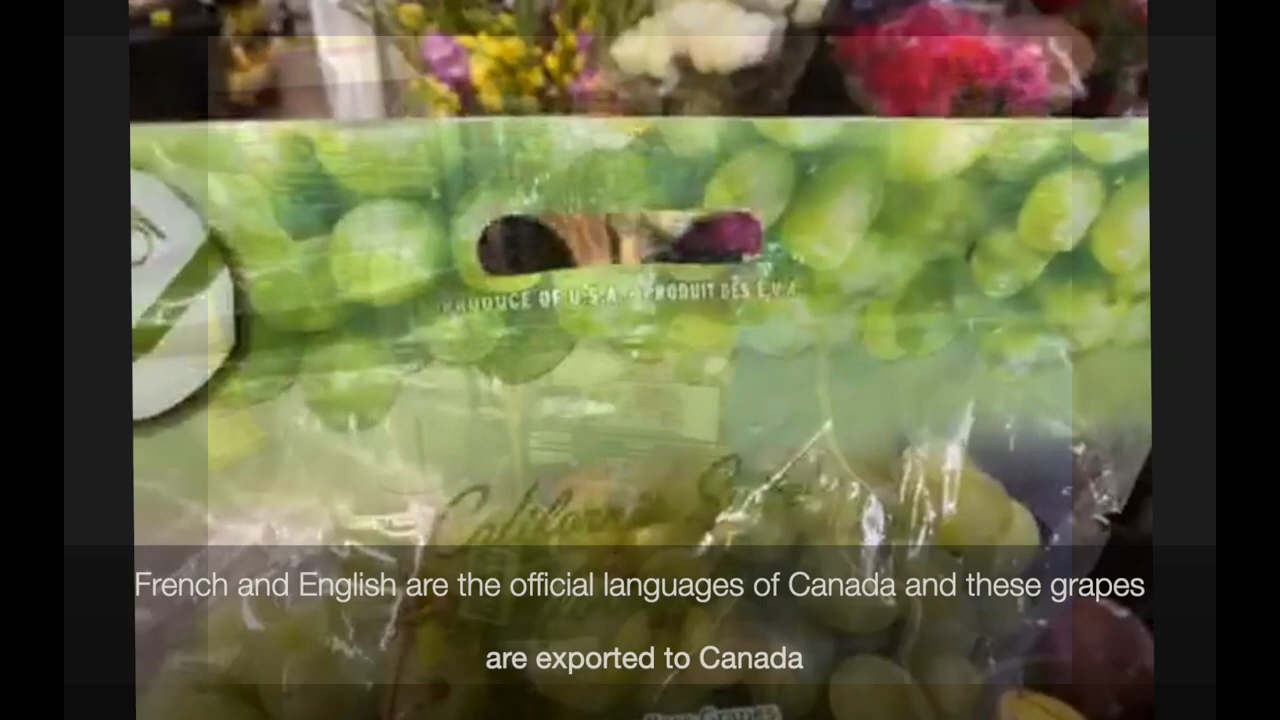 PRODUCE OF U.S.A. - PRODUIT DES É.U.A.
French and English are the official languages of Canada and these grapes
are exported to Canada